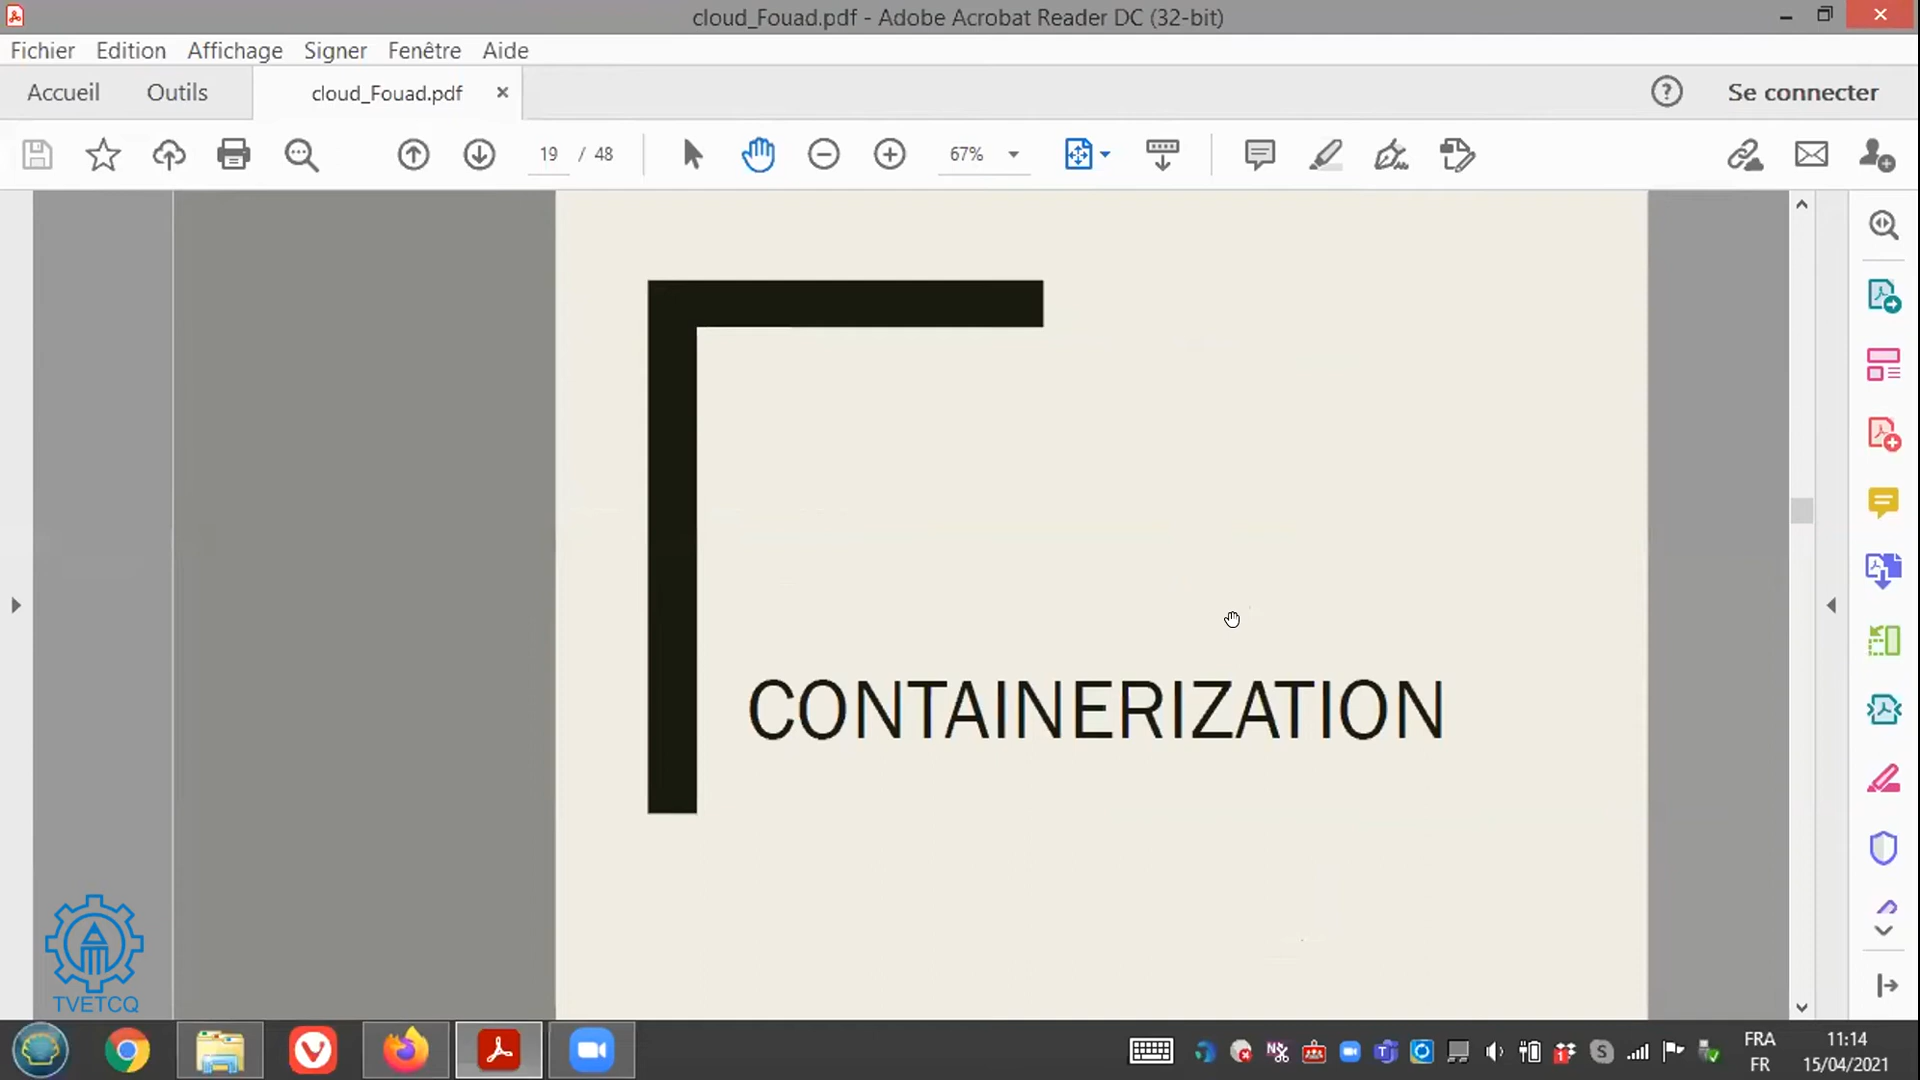 cloud_Fouad.pdf - Adobe Acrobat Reader DC (32-bit)
Fichier Edition Affichage Signer Fenêtre Aide
Accueil Outils cloud_Fouad.pdf × ? Se connecter
19 / 48 67%
CONTAINERIZATION
TVETCQ
FRA 11:14
FR 15/04/2021